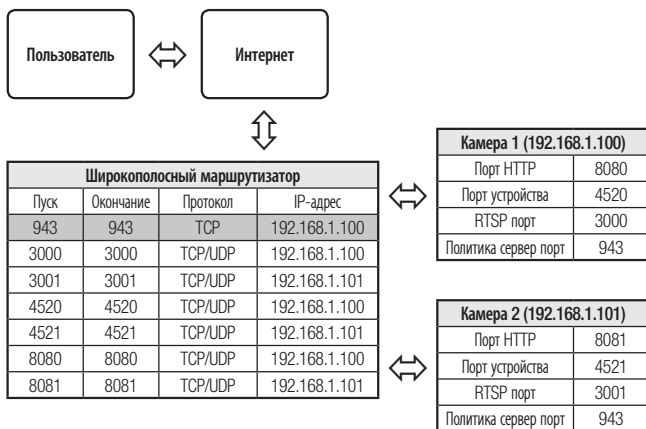 Пользователь
Интернет
Широкополосный маршрутизатор
Пуск Окончание Протокол IP-адрес
943 943 TCP 192.168.1.100
3000 3000 TCP/UDP 192.168.1.100
3001 3001 TCP/UDP 192.168.1.101
4520 4520 TCP/UDP 192.168.1.100
4521 4521 TCP/UDP 192.168.1.101
8080 8080 TCP/UDP 192.168.1.100
8081 8081 TCP/UDP 192.168.1.101
Камера 1 (192.168.1.100)
Порт HTTP 8080
Порт устройства 4520
RTSP порт 3000
Политика сервер порт 943
Камера 2 (192.168.1.101)
Порт HTTP 8081
Порт устройства 4521
RTSP порт 3001
Политика сервер порт 943